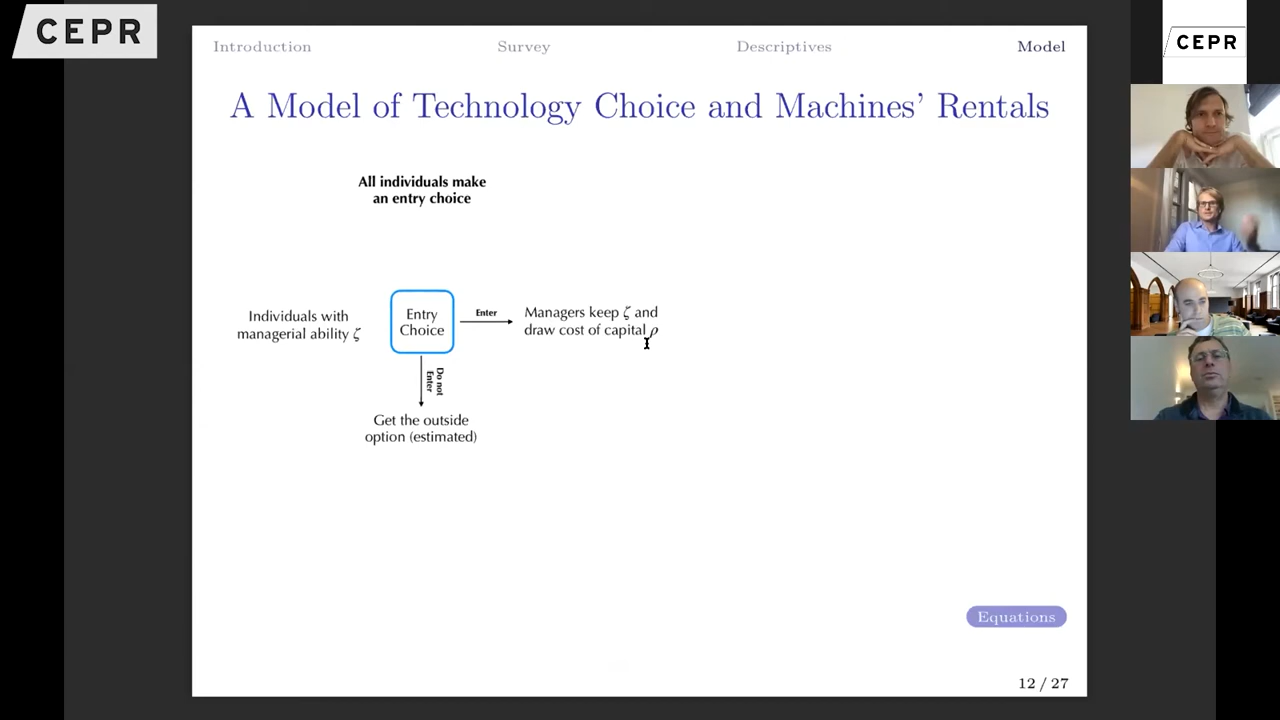 CEPR
CEPR
Introduction Survey Descriptives Model
A Model of Technology Choice and Machines' Rentals
All individuals make
an entry choice
Individuals with
managerial ability ζ
Entry
Choice
Enter
Managers keep ζ and
draw cost of capital ρ
Do not
Enter
Get the outside
option (estimated)
Equations
12 / 27